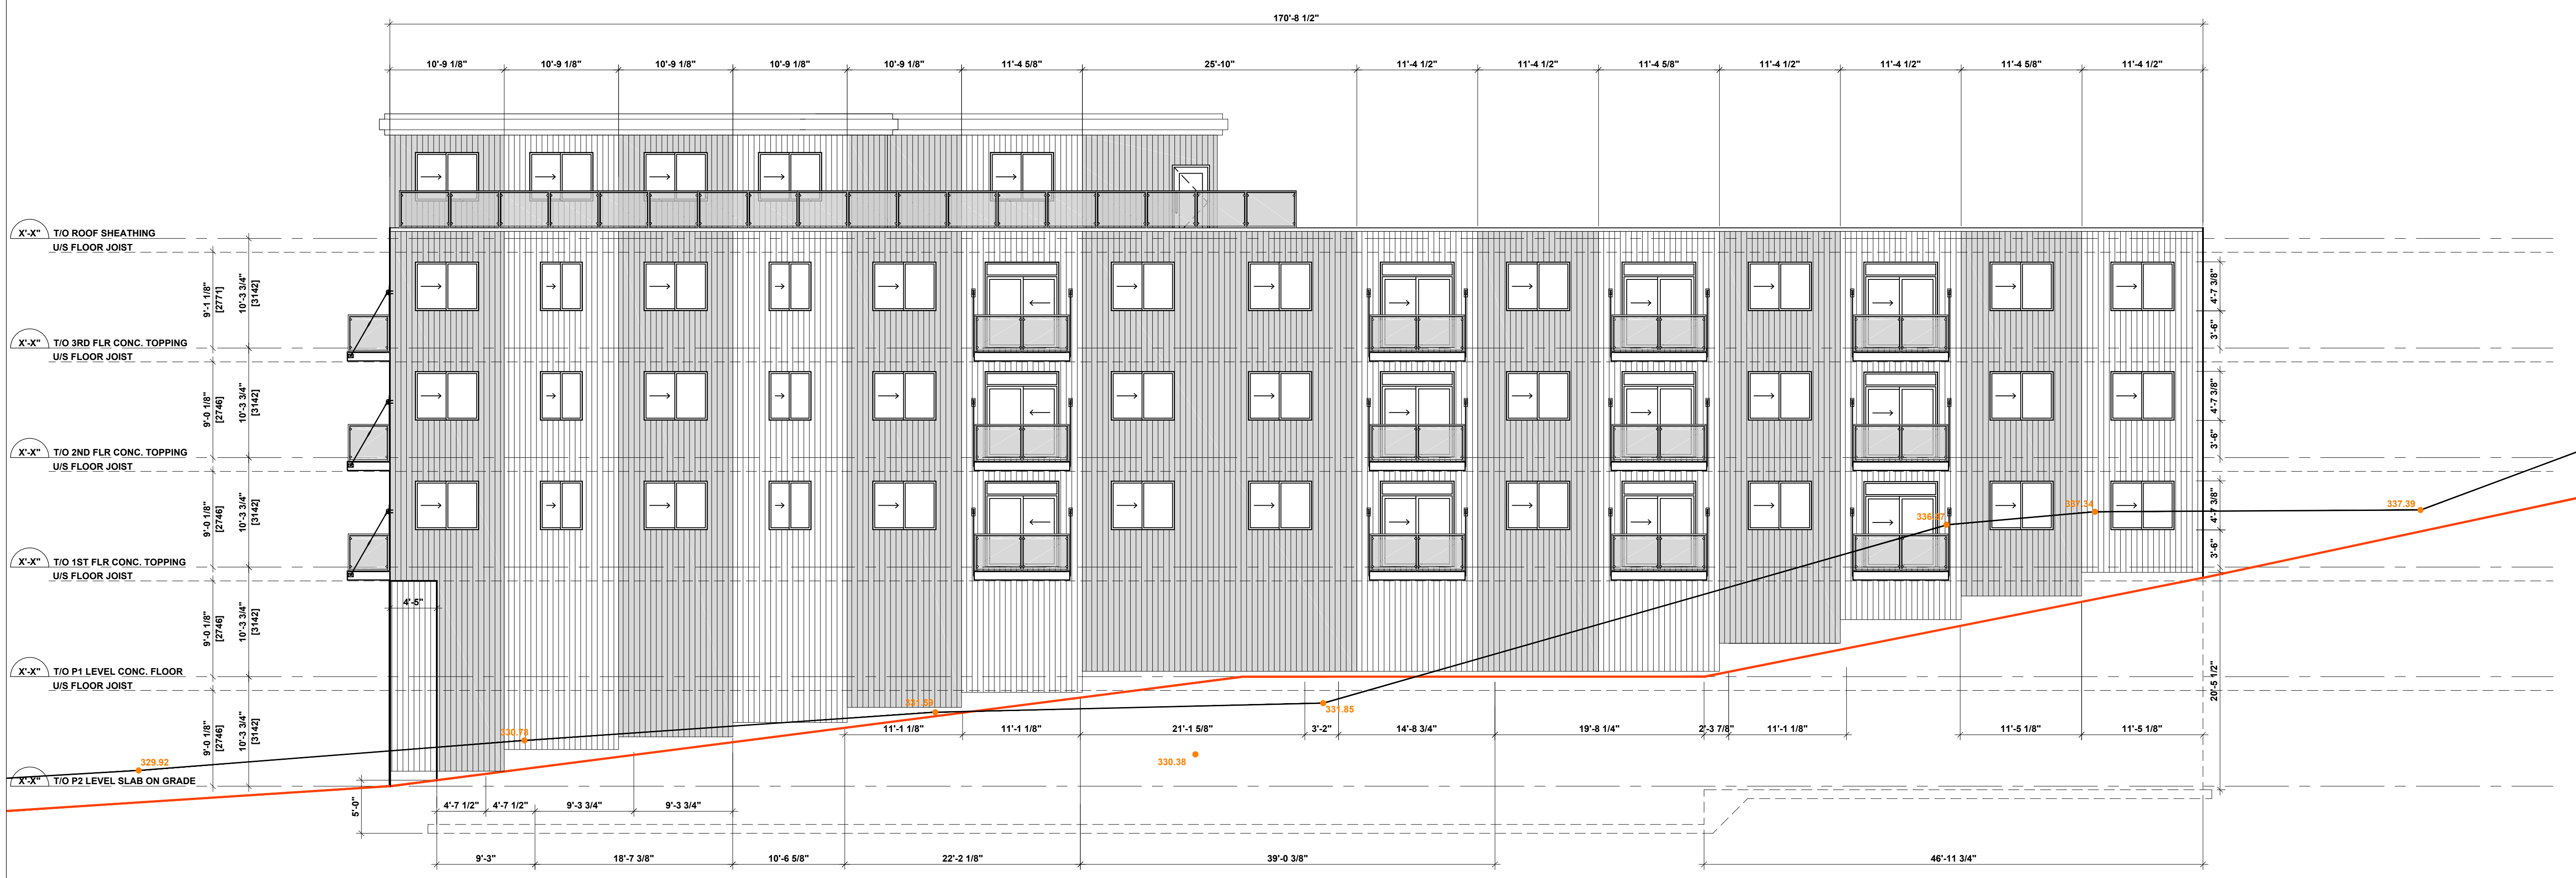 170'-8 1/2"
10'-9 1/8" 10'-9 1/8" 10'-9 1/8" 10'-9 1/8" 10'-9 1/8" 11'-4 5/8" 25'-10" 11'-4 1/2" 11'-4 1/2" 11'-4 5/8" 11'-4 1/2" 11'-4 1/2" 11'-4 5/8" 11'-4 1/2"
X'-X" T/O ROOF SHEATHING
U/S FLOOR JOIST
9'-1 1/8"
[2771]
10'-3 3/4"
[3142]
4'-7 3/8"
3'-6"
X'-X" T/O 3RD FLR CONC. TOPPING
U/S FLOOR JOIST
9'-0 1/8"
[2746]
10'-3 3/4"
[3142]
4'-7 3/8"
3'-6"
X'-X" T/O 2ND FLR CONC. TOPPING
U/S FLOOR JOIST
9'-0 1/8"
[2746]
10'-3 3/4"
[3142]
4'-7 3/8"
3'-6"
337.34
337.39
X'-X" T/O 1ST FLR CONC. TOPPING
U/S FLOOR JOIST
4'-5"
9'-0 1/8"
[2746]
10'-3 3/4"
[3142]
X'-X" T/O P1 LEVEL CONC. FLOOR
U/S FLOOR JOIST
20'-5 1/2"
9'-0 1/8"
[2746]
10'-3 3/4"
[3142]
331.59
331.85
330.78
11'-1 1/8" 11'-1 1/8" 21'-1 5/8" 3'-2" 14'-8 3/4" 19'-8 1/4" 2'-3 7/8" 11'-1 1/8" 11'-5 1/8" 11'-5 1/8"
329.92
330.38
X'-X" T/O P2 LEVEL SLAB ON GRADE
5'-0"
4'-7 1/2" 4'-7 1/2" 9'-3 3/4" 9'-3 3/4"
9'-3" 18'-7 3/8" 10'-6 5/8" 22'-2 1/8" 39'-0 3/8" 46'-11 3/4"